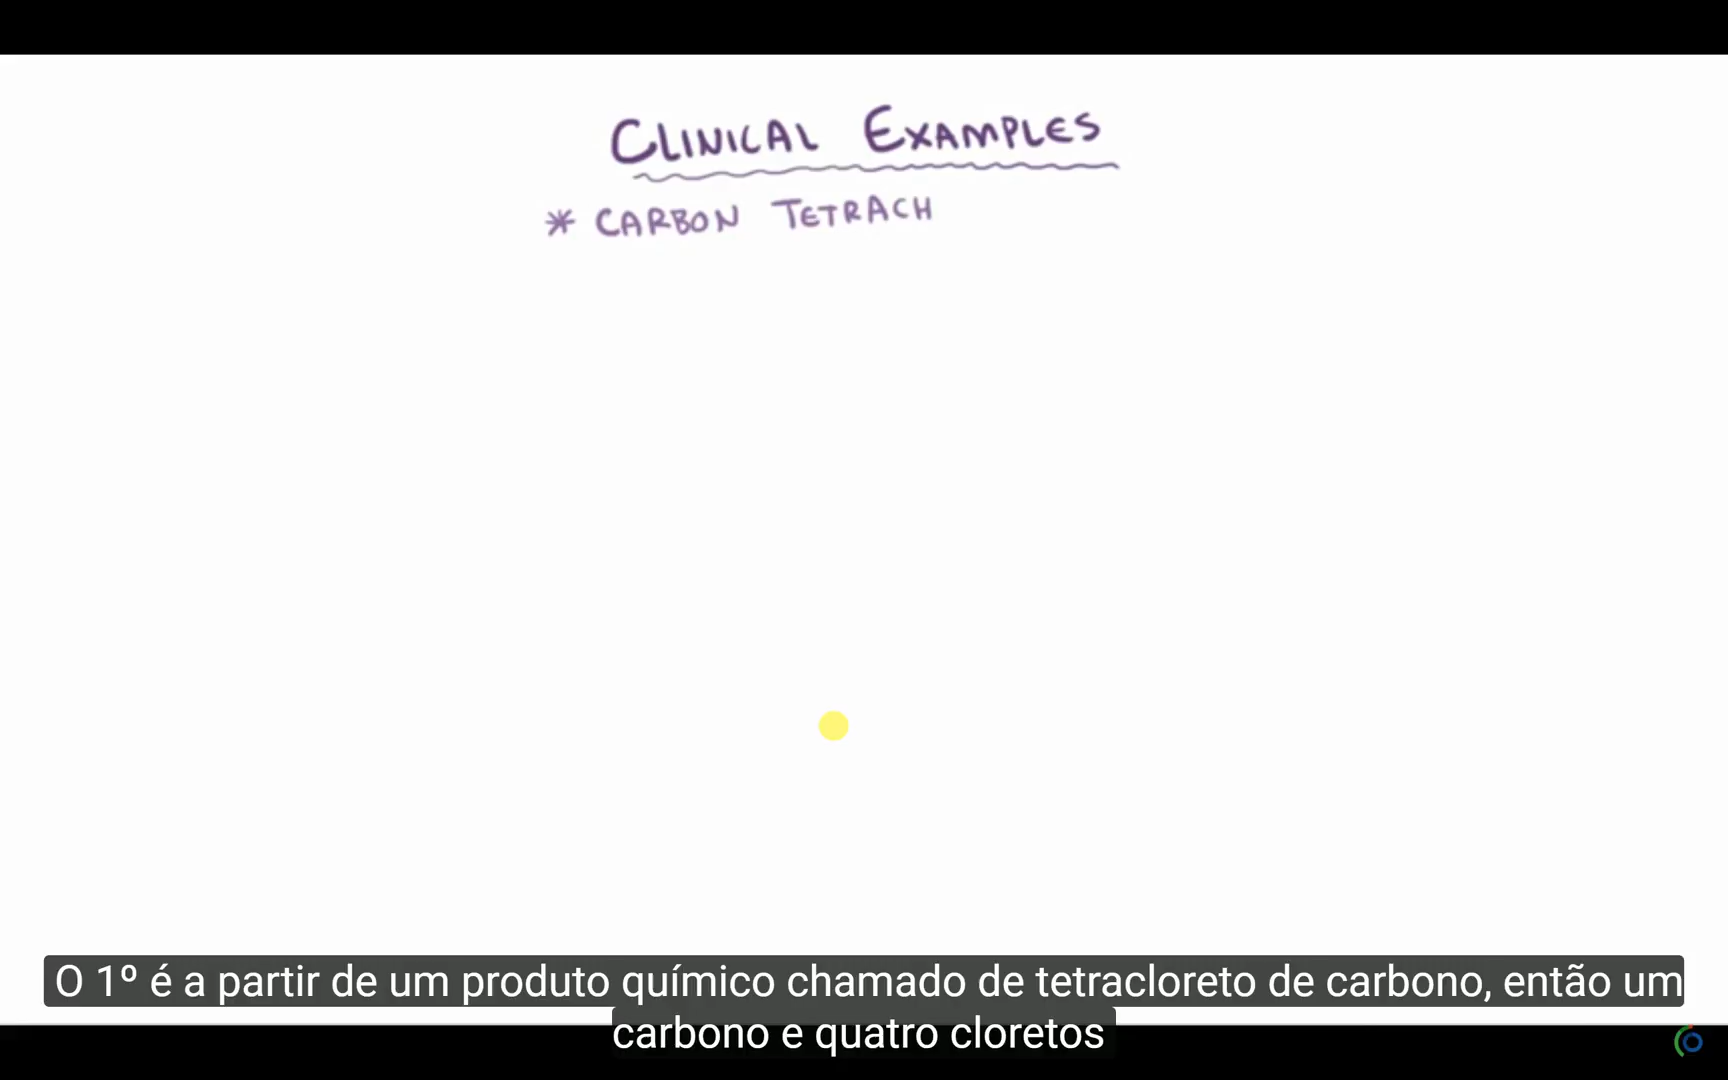 CLINICAL EXAMPLES
* CARBON TETRACH
O 1º é a partir de um produto químico chamado de tetracloreto de carbono, então um
carbono e quatro cloretos